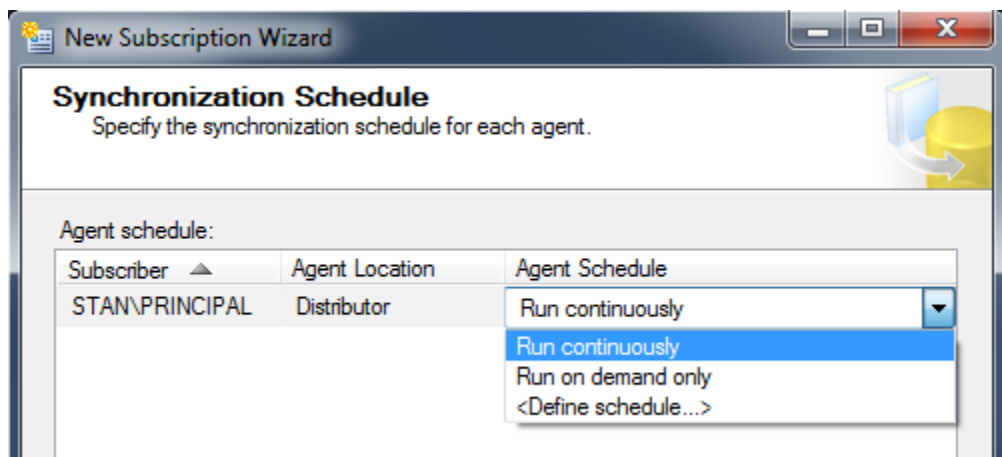 New Subscription Wizard
Synchronization Schedule
Specify the synchronization schedule for each agent.
Agent schedule:
Subscriber Agent Location Agent Schedule
STAN\PRINCIPAL Distributor Run continuously
Run continuously
Run on demand only
<Define schedule...>